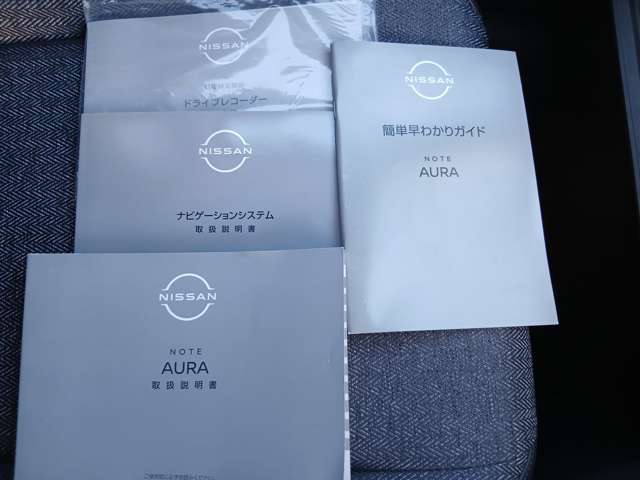 NISSAN
ドライブレコーダー
NISSAN
ナビゲーションシステム
取扱説明書
NISSAN
簡単早わかりガイド
NOTE
AURA
NISSAN
NOTE
AURA
取扱説明書